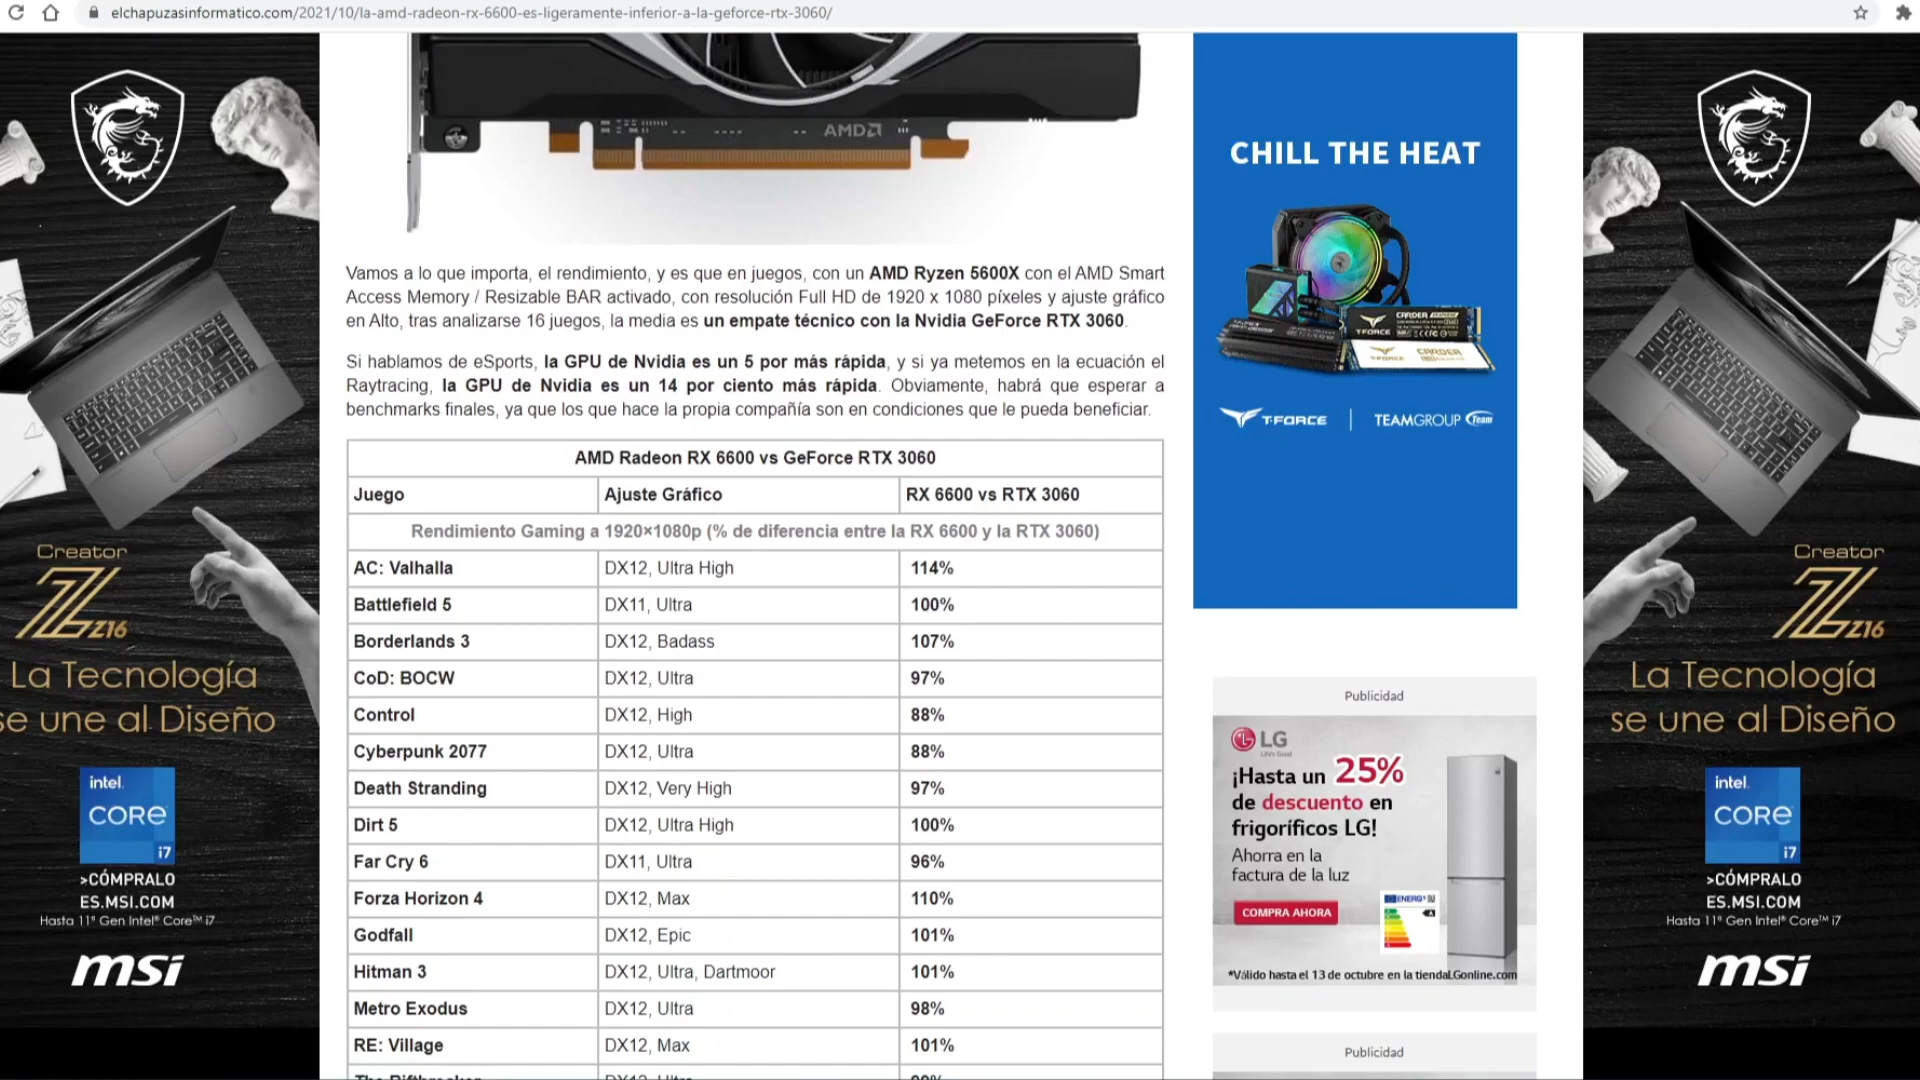 elchapuzasinformatico.com/2021/10/la-amd-radeon-rx-6600-es-ligeramente-inferior-a-la-geforce-rtx-3060/
AMD
Vamos a lo que importa, el rendimiento, y es que en juegos, con un AMD Ryzen 5600X con el AMD Smart
Access Memory / Resizable BAR activado, con resolución Full HD de 1920 x 1080 píxeles y ajuste gráfico
en Alto, tras analizarse 16 juegos, la media es un empate técnico con la Nvidia GeForce RTX 3060.
Si hablamos de eSports, la GPU de Nvidia es un 5 por más rápida, y si ya metemos en la ecuación el
Raytracing, la GPU de Nvidia es un 14 por ciento más rápida. Obviamente, habrá que esperar a
benchmarks finales, ya que los que hace la propia compañía son en condiciones que le pueda beneficiar.
AMD Radeon RX 6600 vs GeForce RTX 3060
Juego Ajuste Gráfico RX 6600 vs RTX 3060
Rendimiento Gaming a 1920×1080p (% de diferencia entre la RX 6600 y la RTX 3060)
AC: Valhalla DX12, Ultra High 114%
Battlefield 5 DX11, Ultra 100%
Borderlands 3 DX12, Badass 107%
CoD: BOCW DX12, Ultra 97%
Control DX12, High 88%
Cyberpunk 2077 DX12, Ultra 88%
Death Stranding DX12, Very High 97%
Dirt 5 DX12, Ultra High 100%
Far Cry 6 DX11, Ultra 96%
Forza Horizon 4 DX12, Max 110%
Godfall DX12, Epic 101%
Hitman 3 DX12, Ultra, Dartmoor 101%
Metro Exodus DX12, Ultra 98%
RE: Village DX12, Max 101%
Creator
Z16
La Tecnología
se une al Diseño
intel.
CORE
i7
>CÓMPRALO
ES.MSI.COM
Hasta 11ª Gen Intel® Core™ i7
msi
CHILL THE HEAT
T-FORCE
CARDEA
T-FORCE
CARDEA
T-FORCE | TEAMGROUP Team
Publicidad
LG
Life's Good
¡Hasta un 25%
de descuento en
frigoríficos LG!
Ahorra en la
factura de la luz
COMPRA AHORA
ENERG
A
*Válido hasta el 13 de octubre en la tiendaLGonline.com
Publicidad
Creator
Z16
La Tecnología
se une al Diseño
intel.
CORE
i7
>CÓMPRALO
ES.MSI.COM
Hasta 11ª Gen Intel® Core™ i7
msi